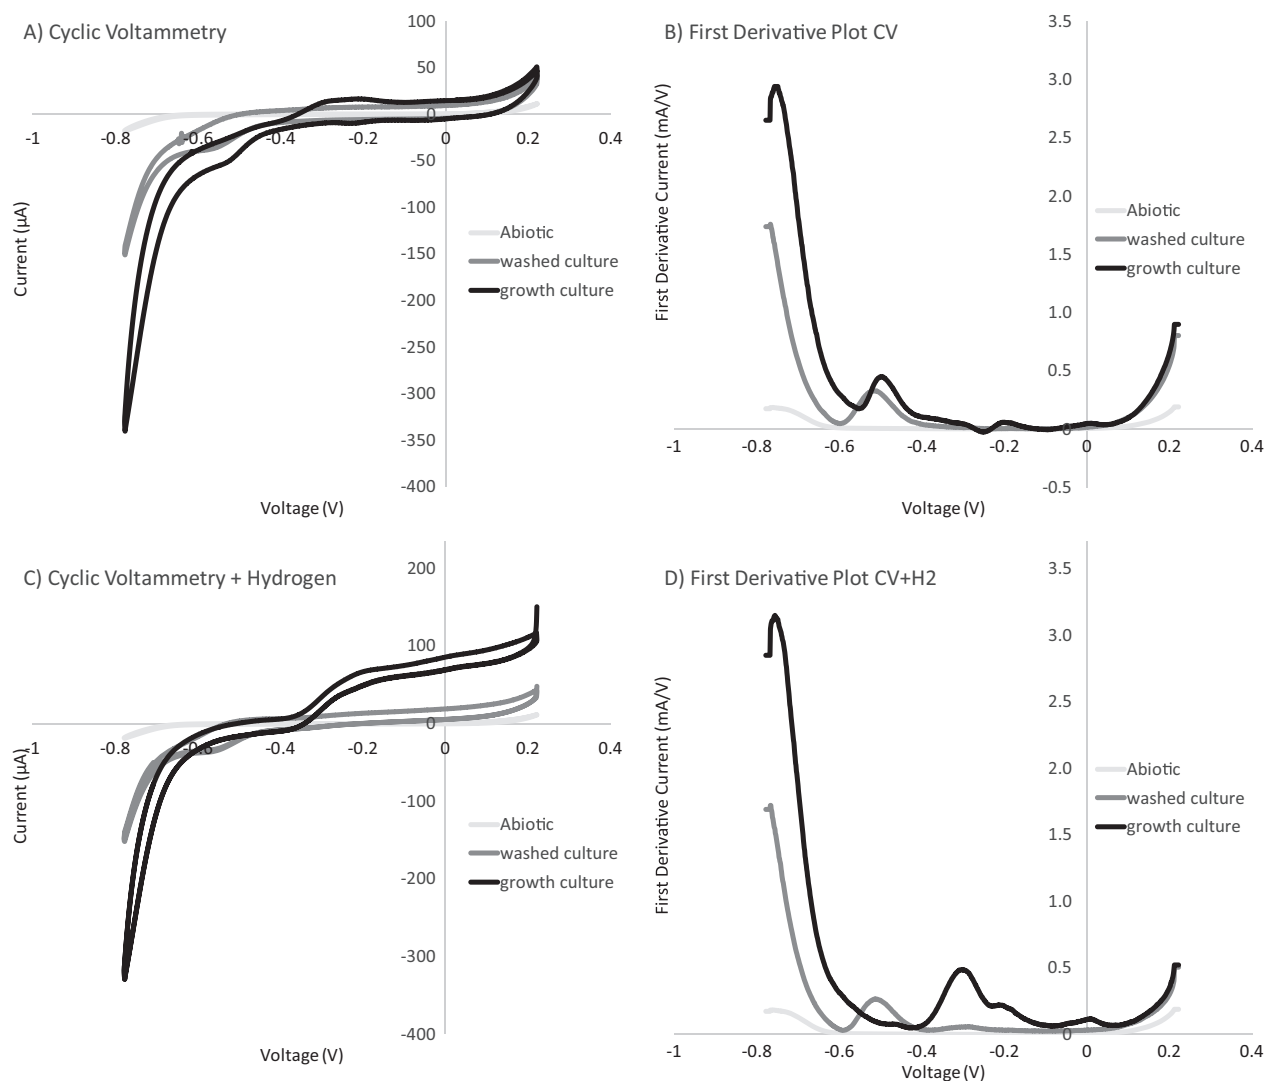 A) Cyclic Voltammetry
100
50
0
-50
-100
-150
-200
-250
-300
-350
-400
-1
-0.8
-0.6
-0.4
-0.2
0
0.2
0.4
Current (µA)
Voltage (V)
Abiotic
washed culture
growth culture
B) First Derivative Plot CV
3.5
3.0
2.5
2.0
1.5
1.0
0.5
0
-0.5
-1
-0.8
-0.6
-0.4
-0.2
0
0.2
0.4
First Derivative Current (mA/V)
Voltage (V)
Abiotic
washed culture
growth culture
C) Cyclic Voltammetry + Hydrogen
200
100
0
-100
-200
-300
-400
-1
-0.8
-0.6
-0.4
-0.2
0
0.2
0.4
Current (µA)
Voltage (V)
Abiotic
washed culture
growth culture
D) First Derivative Plot CV+H2
3.5
3.0
2.5
2.0
1.5
1.0
0.5
0
-1
-0.8
-0.6
-0.4
-0.2
0
0.2
0.4
First Derivative Current (mA/V)
Voltage (V)
Abiotic
washed culture
growth culture